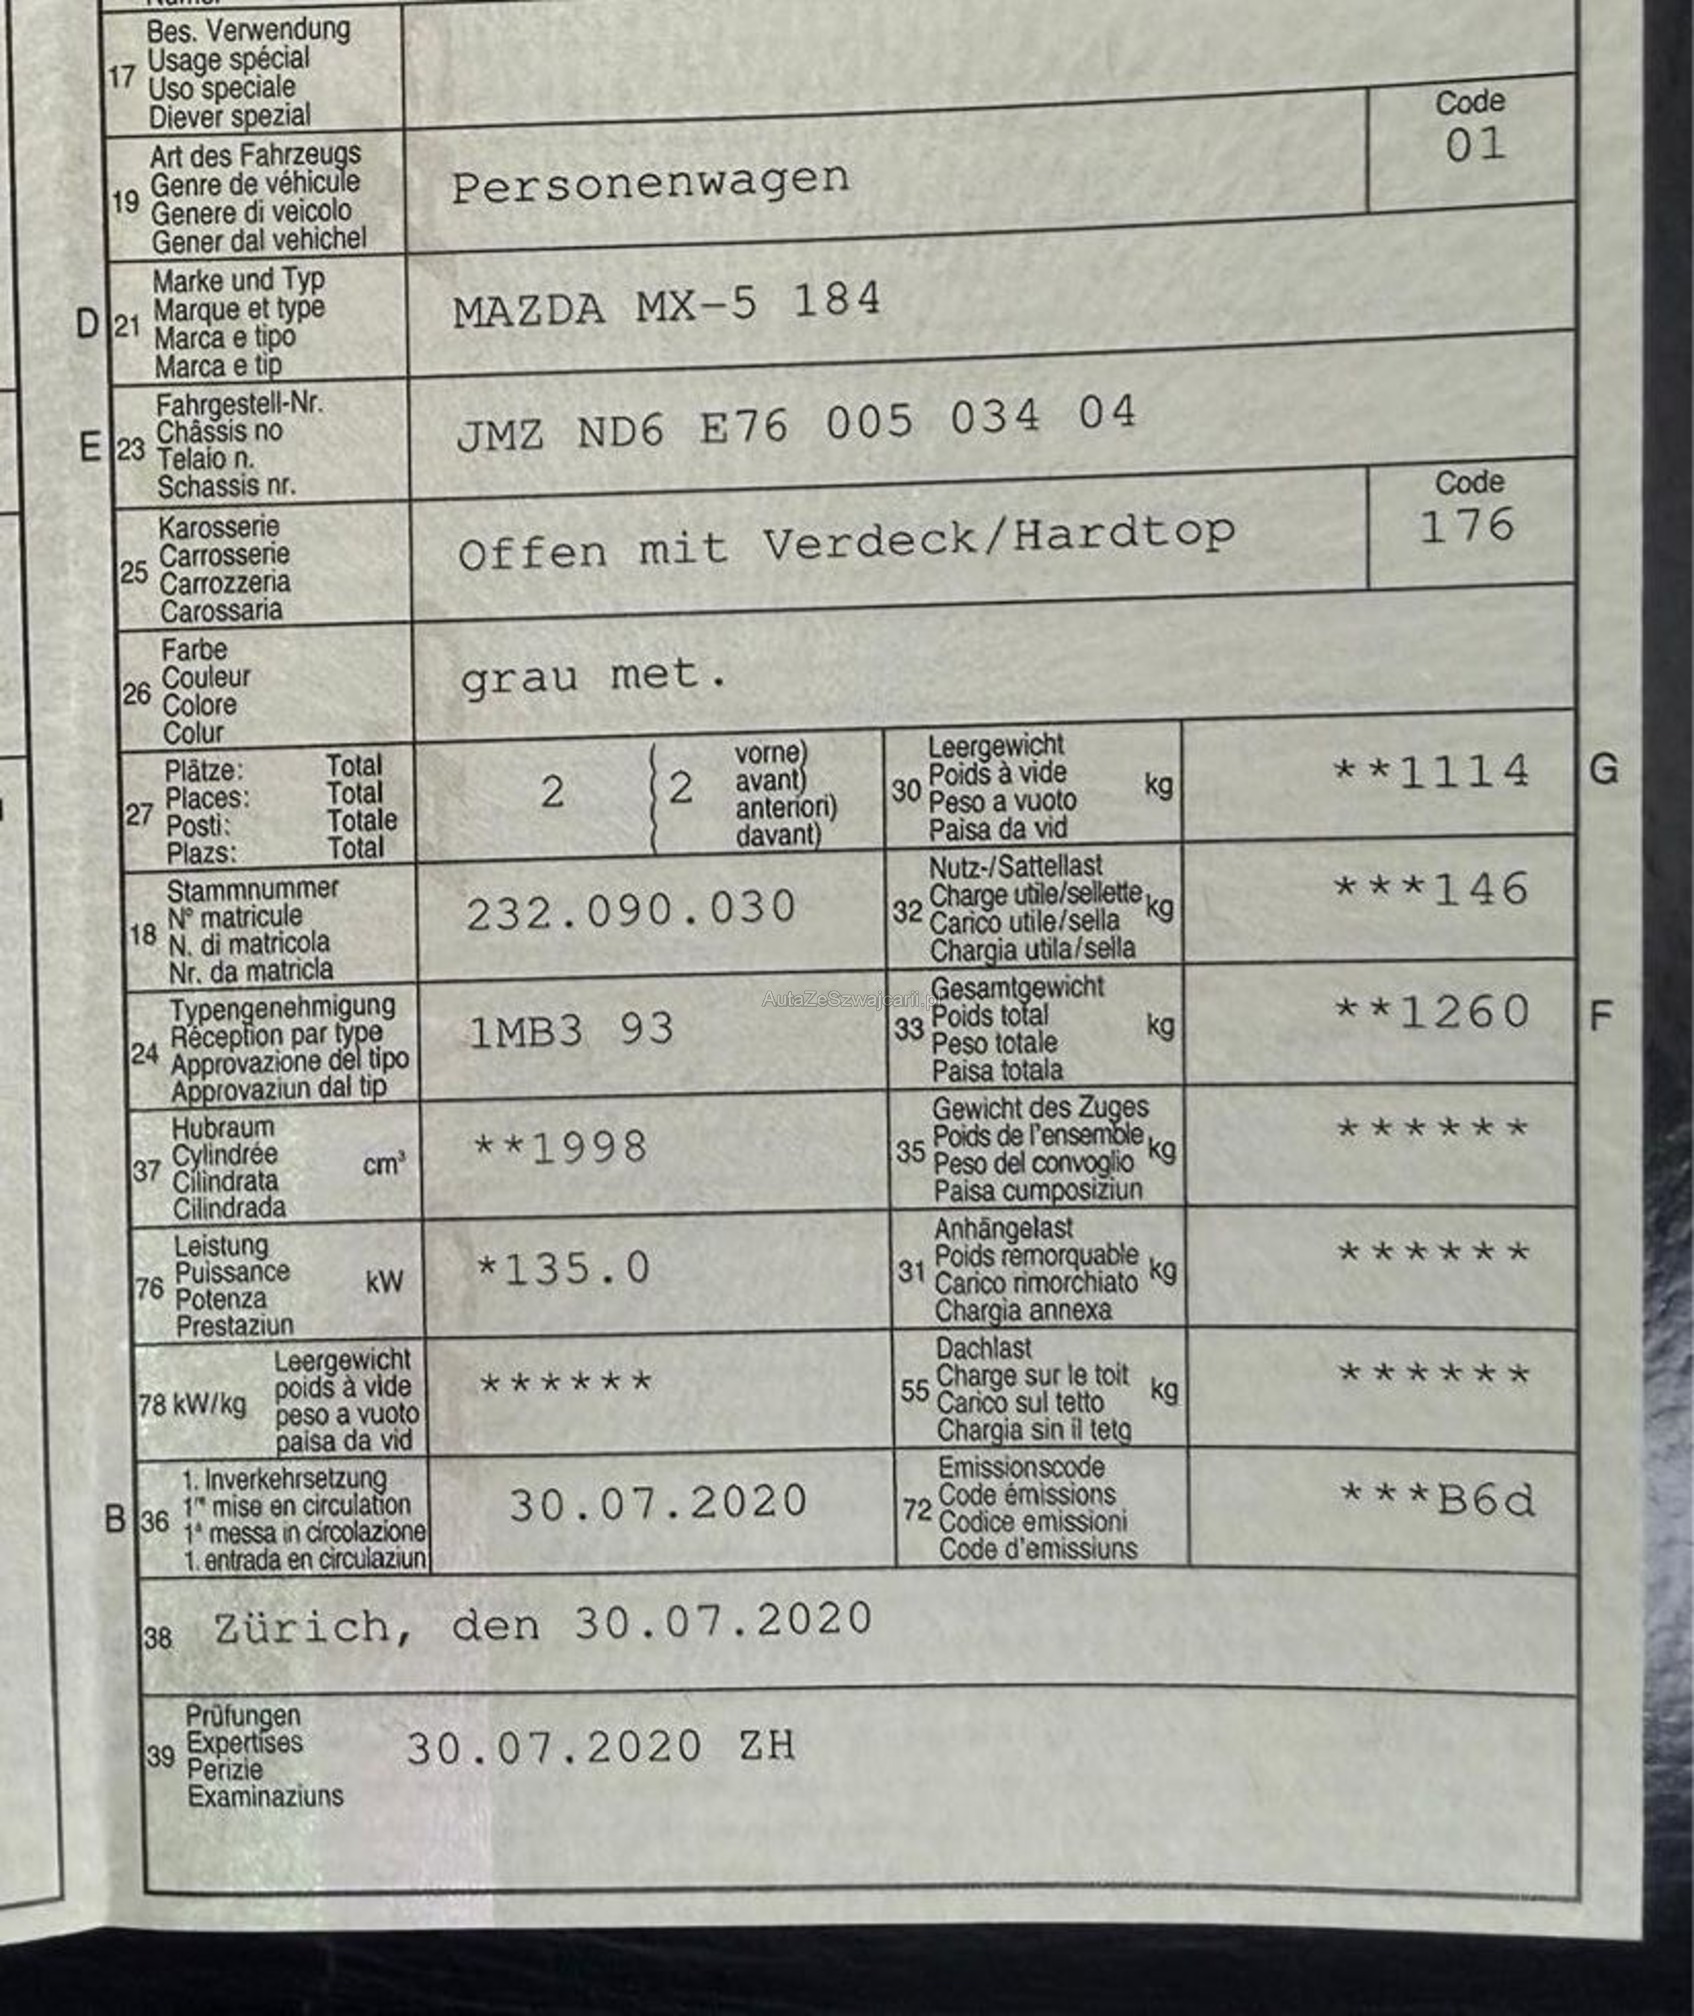 Bes. Verwendung
17 Usage spécial
Uso speciale
Diever spezial
Art des Fahrzeugs
19 Genre de véhicule
Genere di veicolo
Gener dal vehichel
Personenwagen
Code
01
Marke und Typ
D 21 Marque et type
Marca e tipo
Marca e tip
MAZDA MX-5 184
Fahrgestell-Nr.
E 23 Châssis no
Telaio n.
Schassis nr.
JMZ ND6 E76 005 034 04
Karosserie
25 Carrosserie
Carrozzeria
Carossaria
Offen mit Verdeck/Hardtop
Code
176
Farbe
26 Couleur
Colore
Colur
grau met.
Plätze: Total
27 Places: Total
Posti: Totale
Plazs: Total
2 (2 vorne)
avant)
anteriori)
davant)
Leergewicht
30 Poids à vide kg
Peso a vuoto
Paisa da vid
**1114 G
Stammnummer
18 N° matricule
N. di matricola
Nr. da matricla
232.090.030
Nutz-/Sattellast
32 Charge utile/sellette kg
Carico utile/sella
Chargia utila/sella
***146
Typengenehmigung
24 Réception par type
Approvazione del tipo
Approvaziun dal tip
1MB3 93
AutaZeSzwajcarii.pl
Gesamtgewicht
33 Poids total kg
Peso totale
Paisa totala
**1260 F
Hubraum
37 Cylindrée cm³
Cilindrata
Cilindrada
**1998
Gewicht des Zuges
35 Poids de l'ensemble kg
Peso del convoglio
Paisa cumposiziun
******
Leistung
76 Puissance kW
Potenza
Prestaziun
*135.0
Anhängelast
31 Poids remorquable kg
Carico rimorchiato
Chargia annexa
******
Leergewicht
78 kW/kg poids à vide
peso a vuoto
paisa da vid
******
Dachlast
55 Charge sur le toit kg
Carico sul tetto
Chargia sin il tetg
******
1. Inverkehrsetzung
B 36 1re mise en circulation
1a messa in circolazione
1. entrada en circulaziun
30.07.2020
Emissionscode
72 Code émissions
Codice emissioni
Code d'emissiuns
***B6d
38 Zürich, den 30.07.2020
Prüfungen
39 Expertises
Perizie
Examinaziuns
30.07.2020 ZH